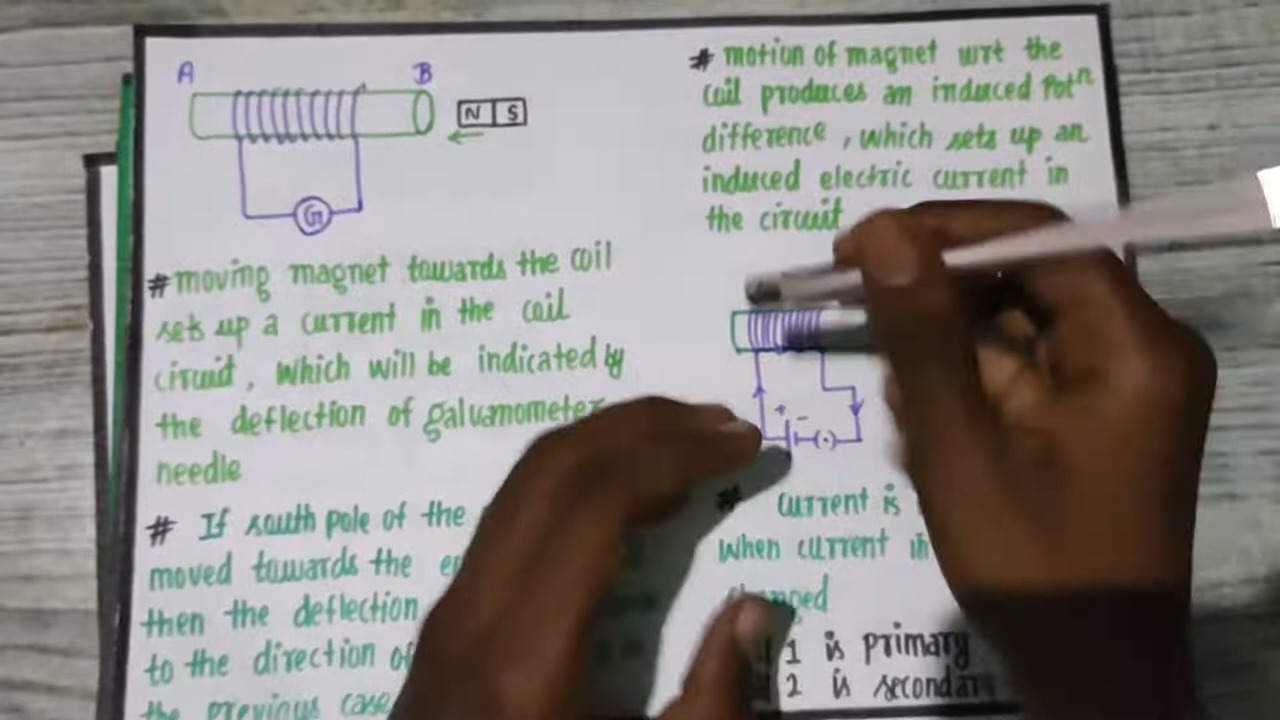 A B
N S
G
# moving magnet towards the coil
sets up a current in the coil
circuit, which will be indicated by
the deflection of galvanometer
needle
# If south pole of the
moved towards the
then the deflection
to the direction of
the previous case
# motion of magnet wrt the
coil produces an induced Potⁿ
difference, which sets up an
induced electric current in
the circuit
+ -
# current is
when current in
changed
1 is primary
2 is secondary